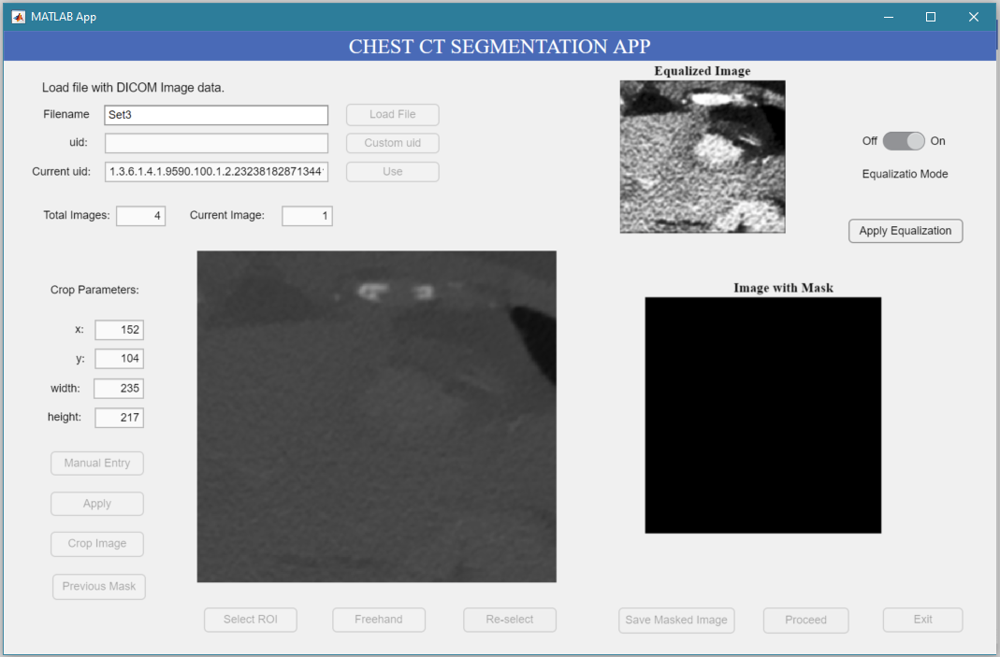 MATLAB App
CHEST CT SEGMENTATION APP
Load file with DICOM Image data.
Filename Set3 Load File
uid: Custom uid
Current uid: 1.3.6.1.4.1.9590.100.1.2.23238182871344 Use
Total Images: 4 Current Image: 1
Equalized Image
Off On
Equalizatio Mode
Apply Equalization
Crop Parameters:
x: 152
y: 104
width: 235
height: 217
Manual Entry
Apply
Crop Image
Previous Mask
Image with Mask
Select ROI Freehand Re-select Save Masked Image Proceed Exit